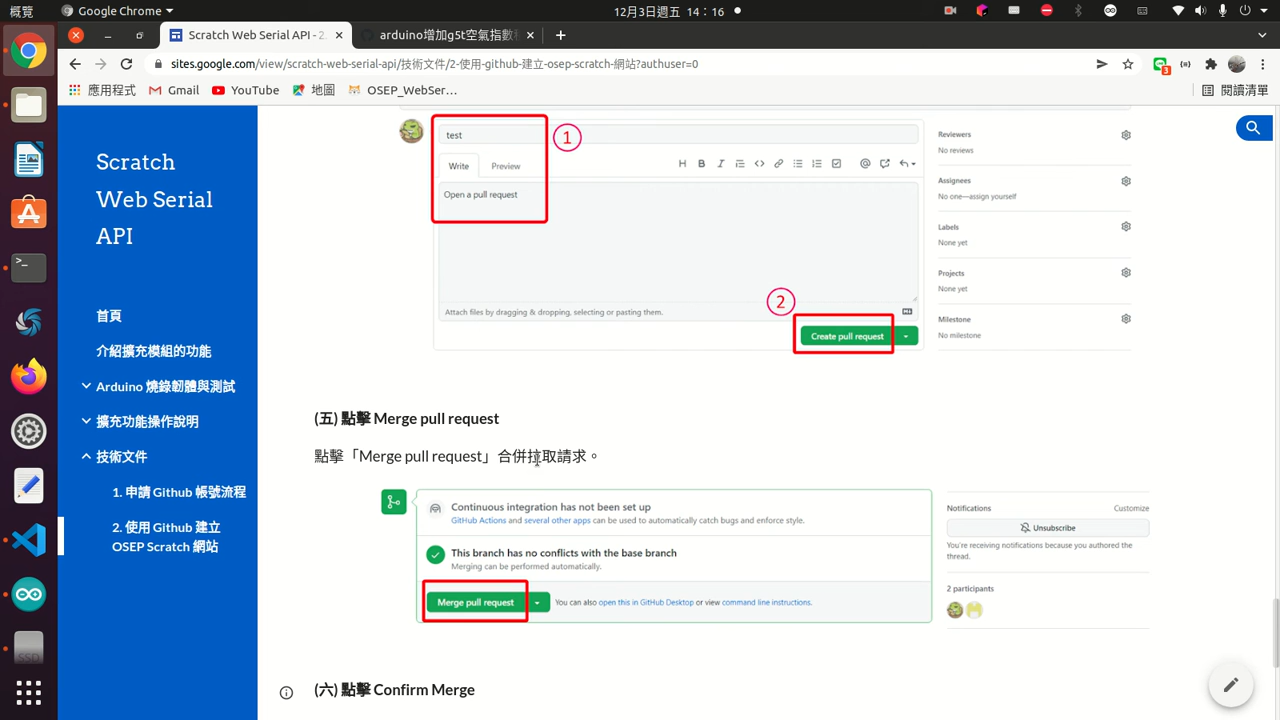 概覽
Google Chrome
12月3日週五 14：16
Scratch Web Serial API - 2.
arduino增加g5t空氣指數
sites.google.com/view/scratch-web-serial-api/技術文件/2-使用-github-建立-osep-scratch-網站?authuser=0
3
應用程式
Gmail
YouTube
地圖
OSEP_WebSer…
閱讀清單
Scratch
Web Serial
API
首頁
介紹擴充模組的功能
Arduino 燒錄韌體與測試
擴充功能操作說明
技術文件
1. 申請 Github 帳號流程
2. 使用 Github 建立
OSEP Scratch 網站
test
1
Write
Preview
Open a pull request
Attach files by dragging & dropping, selecting or pasting them.
2
Create pull request
Reviewers
No reviews
Assignees
No one—assign yourself
Labels
None yet
Projects
None yet
Milestone
No milestone
(五) 點擊 Merge pull request
點擊「Merge pull request」合併拉取請求。
Continuous integration has not been set up
GitHub Actions and several other apps can be used to automatically catch bugs and enforce style.
This branch has no conflicts with the base branch
Merging can be performed automatically.
Merge pull request
You can also open this in GitHub Desktop or view command line instructions.
Notifications
Customize
Unsubscribe
You're receiving notifications because you authored the
thread.
2 participants
(六) 點擊 Confirm Merge
SSD